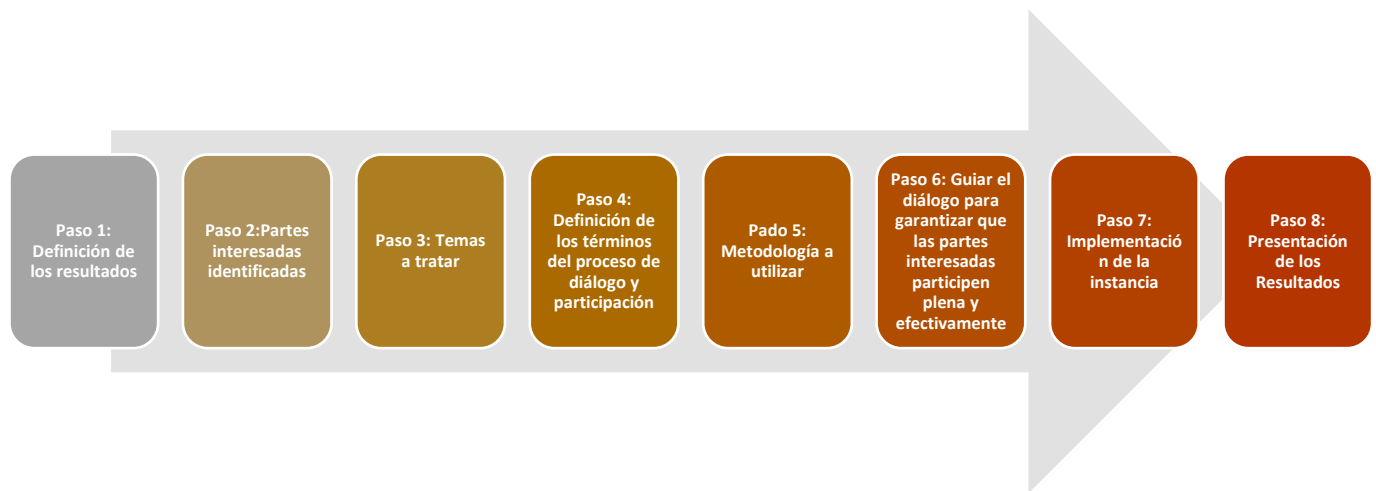 Paso 1:
Definición de
los resultados
Paso 2:Partes
interesadas
identificadas
Paso 3: Temas
a tratar
Paso 4:
Definición de
los términos
del proceso de
diálogo y
participación
Pado 5:
Metodología a
utilizar
Paso 6: Guiar el
diálogo para
garantizar que
las partes
interesadas
participen
plena y
efectivamente
Paso 7:
Implementació
n de la
instancia
Paso 8:
Presentación
de los
Resultados